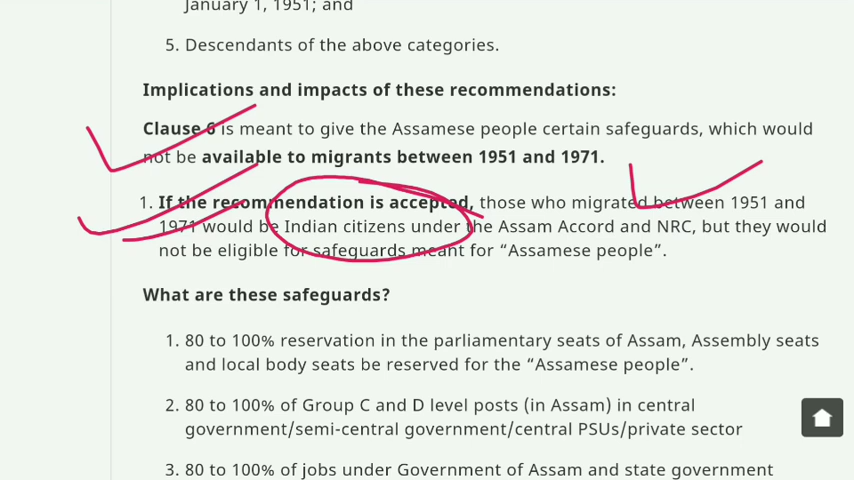 January 1, 1951; and
5. Descendants of the above categories.
Implications and impacts of these recommendations:
Clause 6 is meant to give the Assamese people certain safeguards, which would
not be available to migrants between 1951 and 1971.
1. If the recommendation is accepted, those who migrated between 1951 and
1971 would be Indian citizens under the Assam Accord and NRC, but they would
not be eligible for safeguards meant for “Assamese people”.
What are these safeguards?
1. 80 to 100% reservation in the parliamentary seats of Assam, Assembly seats
and local body seats be reserved for the “Assamese people”.
2. 80 to 100% of Group C and D level posts (in Assam) in central
government/semi-central government/central PSUs/private sector
3. 80 to 100% of jobs under Government of Assam and state government